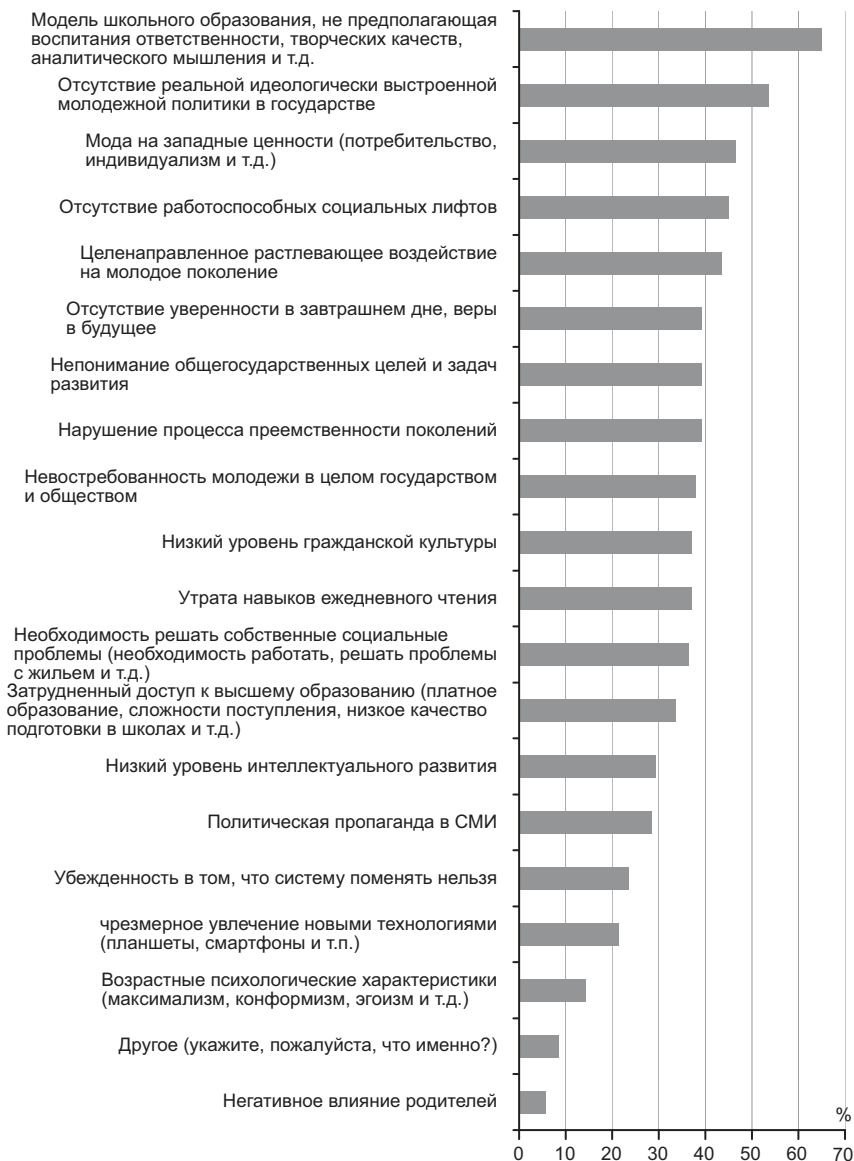 Модель школьного образования, не предполагающая
воспитания ответственности, творческих качеств,
аналитического мышления и т.д.
Отсутствие реальной идеологически выстроенной
молодежной политики в государстве
Мода на западные ценности (потребительство,
индивидуализм и т.д.)
Отсутствие работоспособных социальных лифтов
Целенаправленное растлевающее воздействие
на молодое поколение
Отсутствие уверенности в завтрашнем дне, веры
в будущее
Непонимание общегосударственных целей и задач
развития
Нарушение процесса преемственности поколений
Невостребованность молодежи в целом государством
и обществом
Низкий уровень гражданской культуры
Утрата навыков ежедневного чтения
Необходимость решать собственные социальные
проблемы (необходимость работать, решать проблемы
с жильем и т.д.)
Затрудненный доступ к высшему образованию (платное
образование, сложности поступления, низкое качество
подготовки в школах и т.д.)
Низкий уровень интеллектуального развития
Политическая пропаганда в СМИ
Убежденность в том, что систему поменять нельзя
чрезмерное увлечение новыми технологиями
(планшеты, смартфоны и т.п.)
Возрастные психологические характеристики
(максимализм, конформизм, эгоизм и т.д.)
Другое (укажите, пожалуйста, что именно?)
Негативное влияние родителей
%
0 10 20 30 40 50 60 70